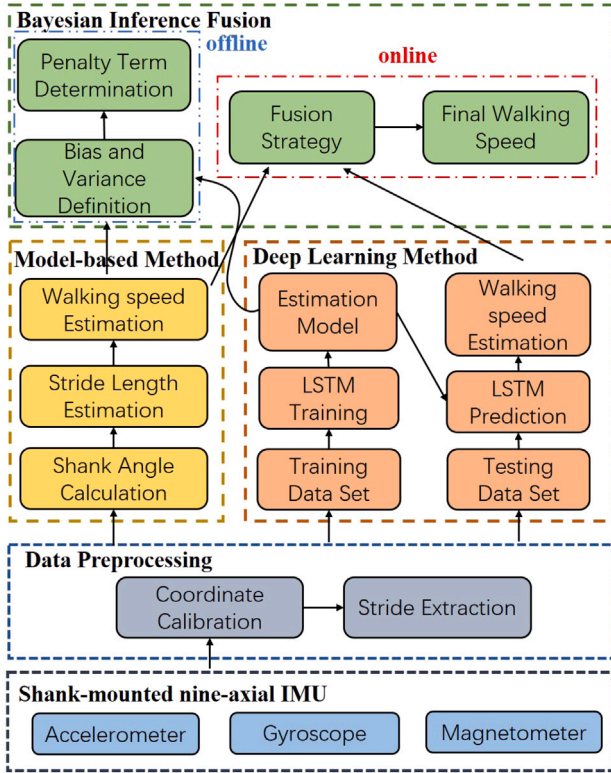 Bayesian Inference Fusion
offline
online
Penalty Term
Determination
Bias and
Variance
Definition
Fusion
Strategy
Final Walking
Speed
Model-based Method
Walking speed
Estimation
Stride Length
Estimation
Shank Angle
Calculation
Deep Learning Method
Estimation
Model
LSTM
Training
Training
Data Set
Walking
speed
Estimation
LSTM
Prediction
Testing
Data Set
Data Preprocessing
Coordinate
Calibration
Stride Extraction
Shank-mounted nine-axial IMU
Accelerometer
Gyroscope
Magnetometer